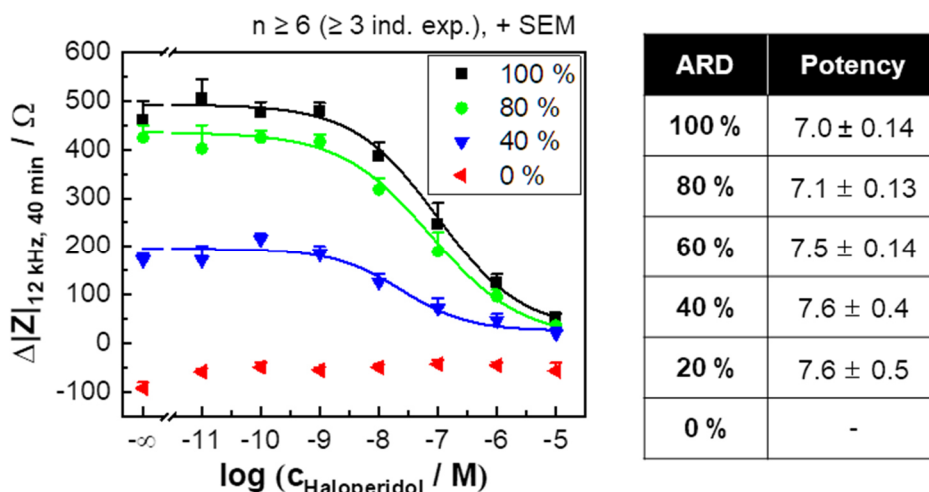 n ≥ 6 (≥ 3 ind. exp.), + SEM
600
500
400
300
200
100
0
-100
Δ|Z|12 kHz, 40 min / Ω
100 %
80 %
40 %
0 %
-∞ -11 -10 -9 -8 -7 -6 -5
log (cHaloperidol / M)
ARD Potency
100 % 7.0 ± 0.14
80 % 7.1 ± 0.13
60 % 7.5 ± 0.14
40 % 7.6 ± 0.4
20 % 7.6 ± 0.5
0 % -